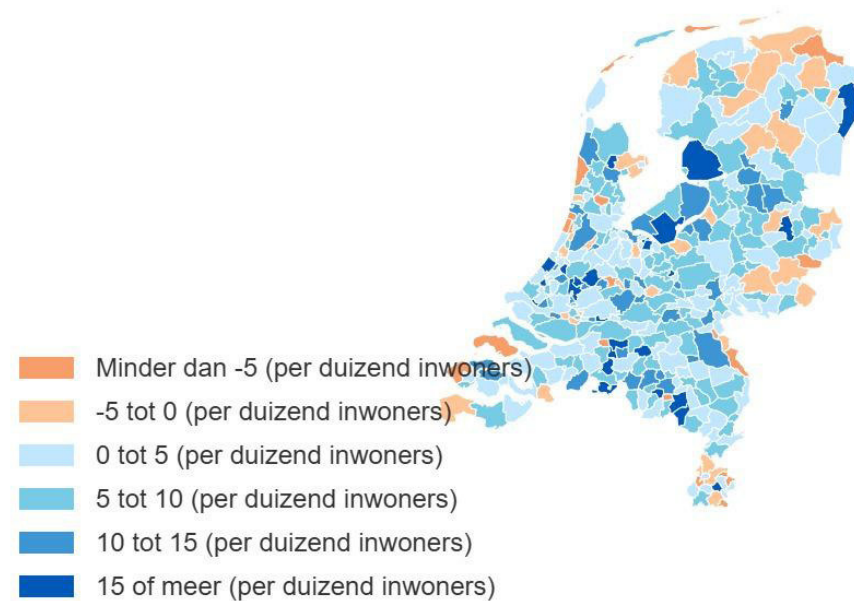 Minder dan -5 (per duizend inwoners)
-5 tot 0 (per duizend inwoners)
0 tot 5 (per duizend inwoners)
5 tot 10 (per duizend inwoners)
10 tot 15 (per duizend inwoners)
15 of meer (per duizend inwoners)